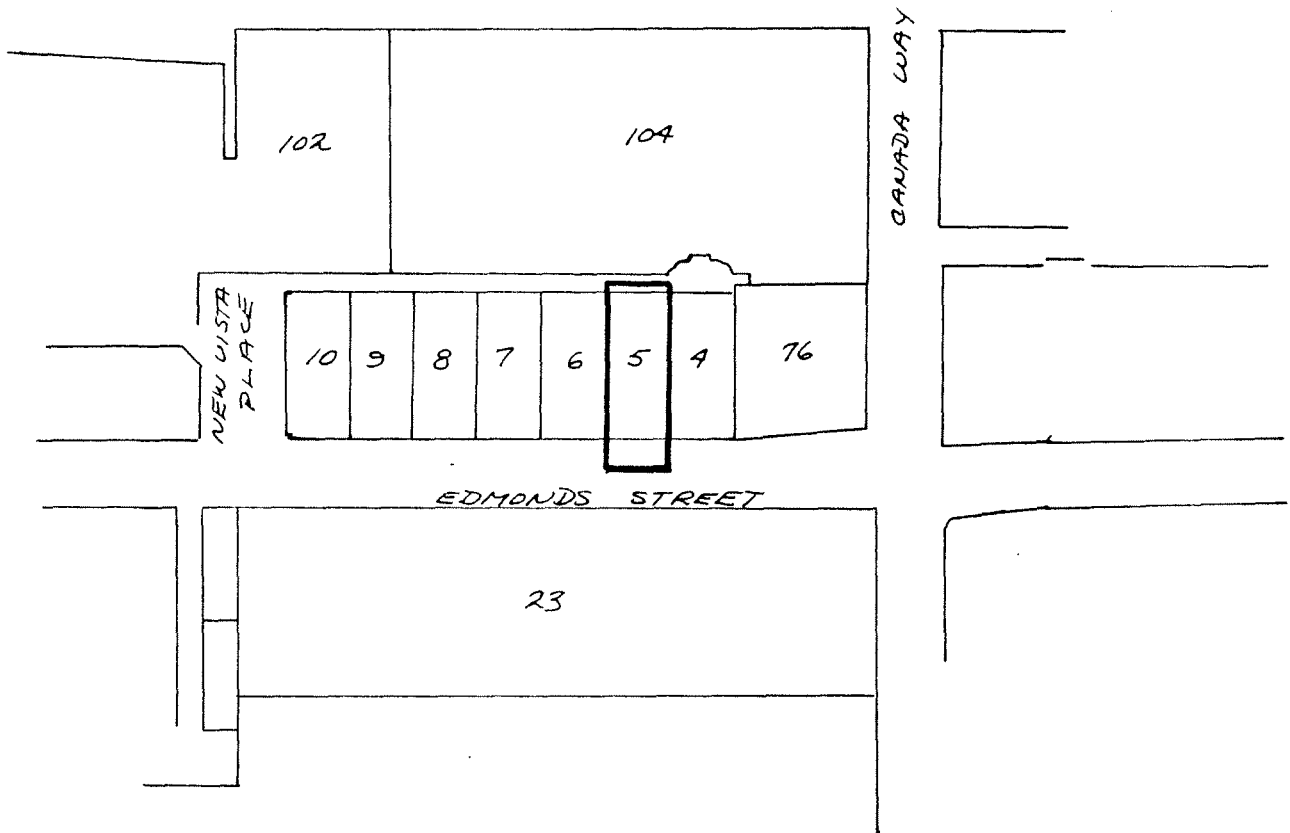 CANADA WAY
102
104
NEW VISTA
PLACE
10 9 8 7 6 5 4 76
EDMONDS STREET
23